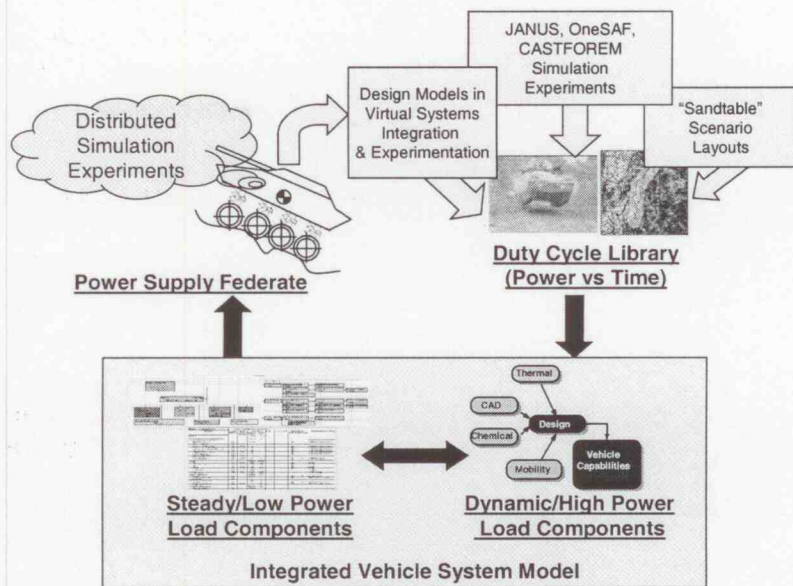 JANUS, OneSAF,
CASTFOREM
Simulation
Experiments
Design Models in
Virtual Systems
Integration
& Experimentation
"Sandtable"
Scenario
Layouts
Distributed
Simulation
Experiments
Power Supply Federate
Duty Cycle Library
(Power vs Time)
Thermal
CAD
Design
Chemical
Vehicle
Capabilities
Mobility
Steady/Low Power
Load Components
Dynamic/High Power
Load Components
Integrated Vehicle System Model